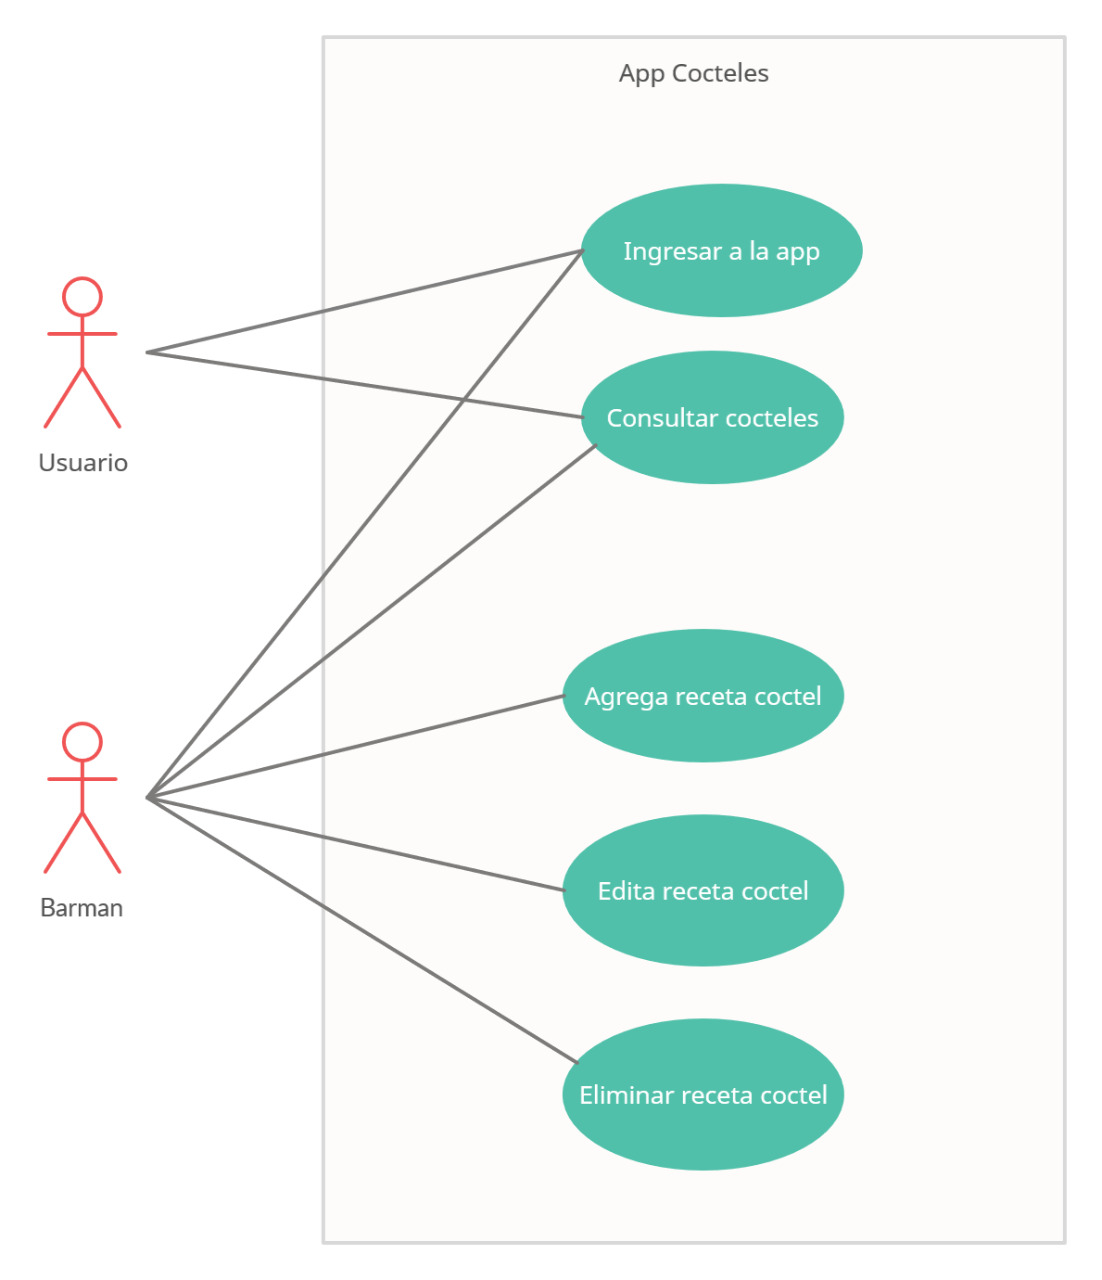 App Cocteles
Ingresar a la app
Consultar cocteles
Usuario
Agrega receta coctel
Edita receta coctel
Barman
Eliminar receta coctel